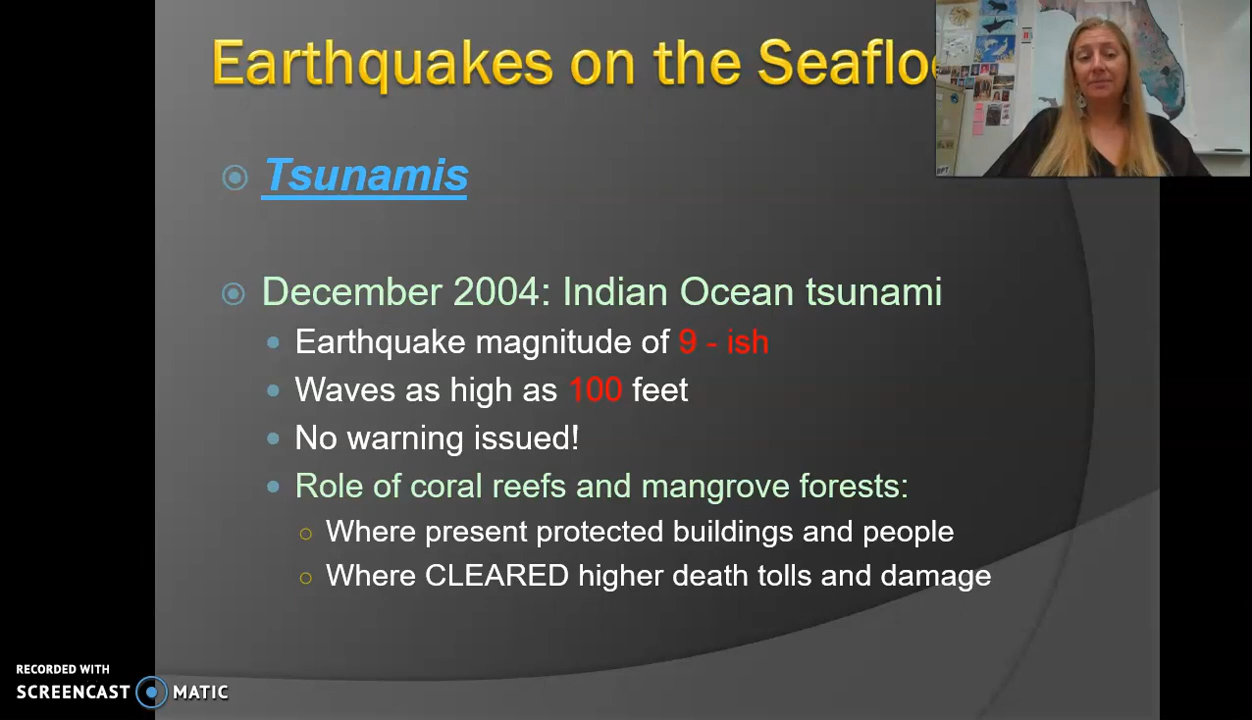 Earthquakes on the
Tsunamis
December 2004: Indian Ocean tsunami
Earthquake magnitude of 9 - ish
Waves as high as 100 feet
No warning issued!
Role of coral reefs and mangrove forests:
Where present protected buildings and people
Where CLEARED higher death tolls and damage
RECORDED WITH
SCREENCAST MATIC